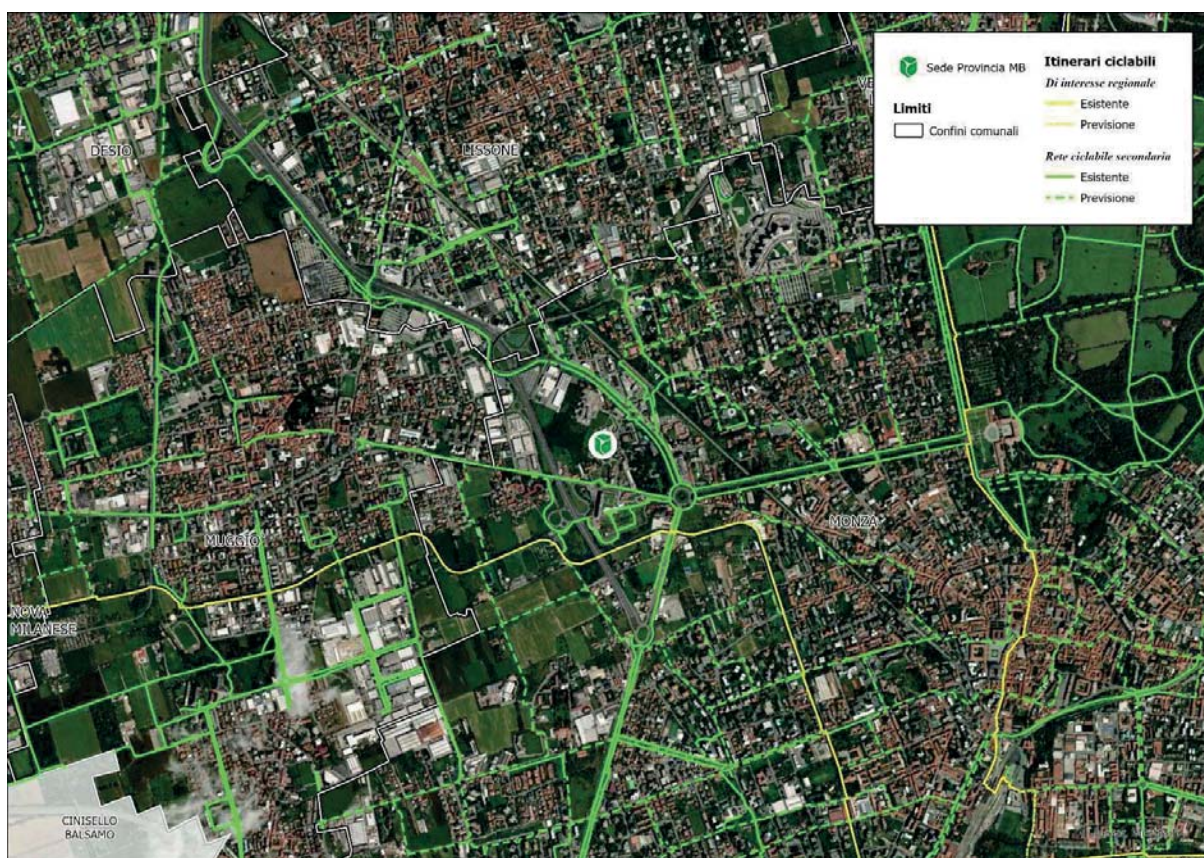 Sede Provincia MB
Limiti
Confini comunali
Itinerari ciclabili
Di interesse regionale
Esistente
Previsione
Rete ciclabile secondaria
Esistente
Previsione
DESIO
LISSONE
MUGGIO'
MONZA
NOVA
MILANESE
CINISELLO
BALSAMO